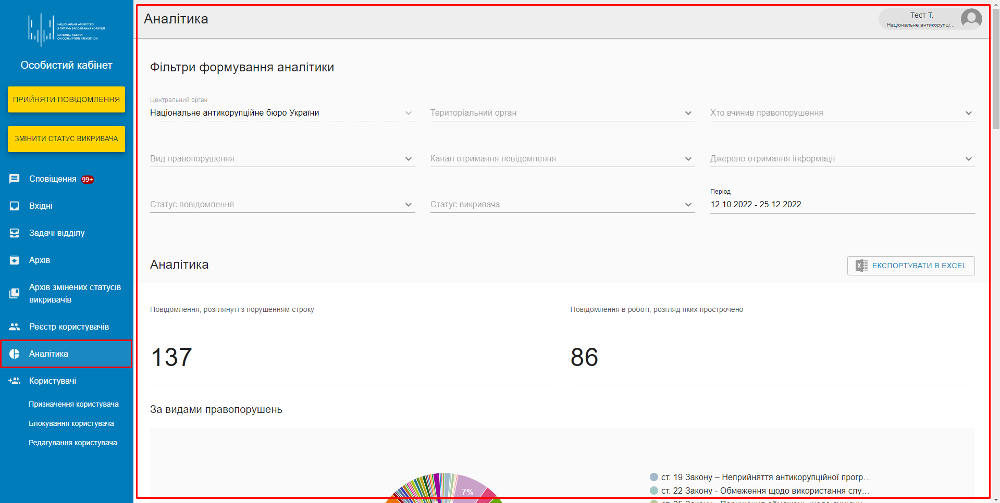 НАЦІОНАЛЬНЕ АГЕНТСТВО
З ПИТАНЬ ЗАПОБІГАННЯ КОРУПЦІЇ
NATIONAL AGENCY
ON CORRUPTION PREVENTION
Особистий кабінет
ПРИЙНЯТИ ПОВІДОМЛЕННЯ
ЗМІНИТИ СТАТУС ВИКРИВАЧА
Сповіщення 99+
Вхідні
Задачі відділу
Архів
Архів змінених статусів
викривачів
Реєстр користувачів
Аналітика
Користувачі
Призначення користувача
Блокування користувача
Редагування користувача
Аналітика
Тест Т.
Національне антикорупці...
Фільтри формування аналітики
Центральний орган
Національне антикорупційне бюро України
Територіальний орган
Хто вчинив правопорушення
Вид правопорушення
Канал отримання повідомлення
Джерело отримання інформації
Статус повідомлення
Статус викривача
Період
12.10.2022 - 25.12.2022
Аналітика
ЕКСПОРТУВАТИ В EXCEL
Повідомлення, розглянуті з порушенням строку
137
Повідомлення в роботі, розгляд яких прострочено
86
За видами правопорушень
7%
ст. 19 Закону – Неприйняття антикорупційної прогр...
ст. 22 Закону - Обмеження щодо використання слу...